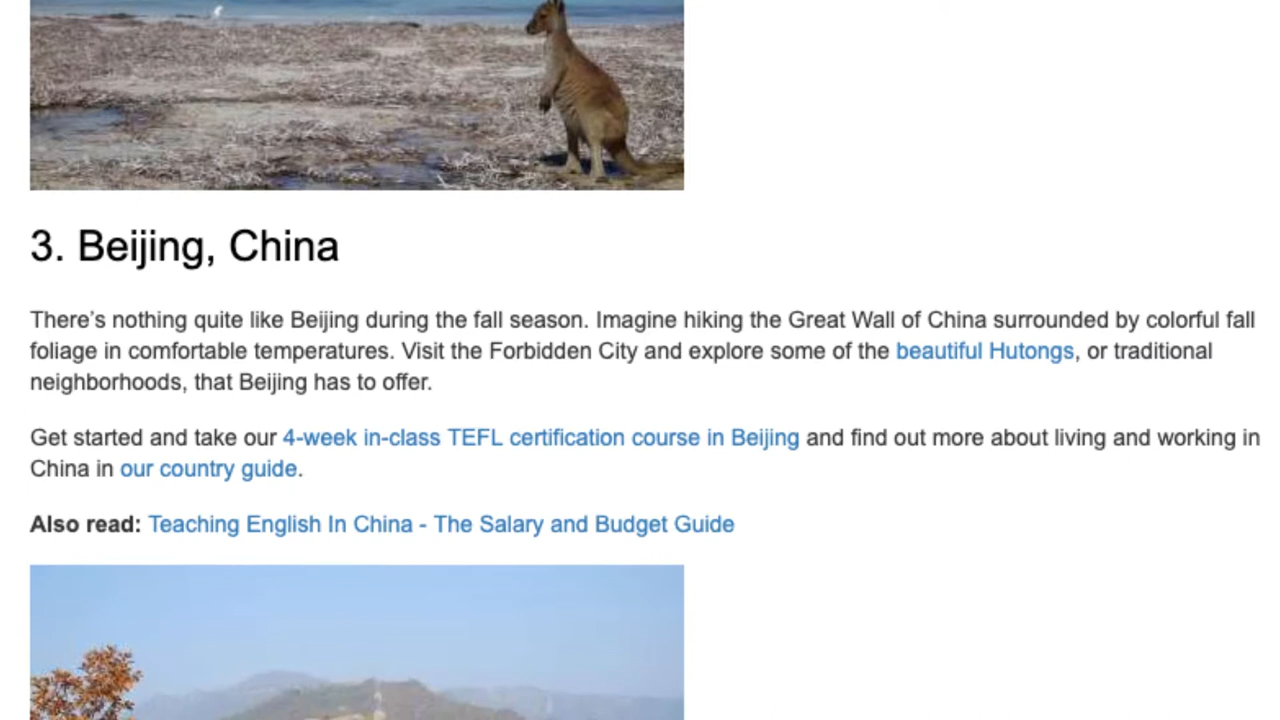 3. Beijing, China
There’s nothing quite like Beijing during the fall season. Imagine hiking the Great Wall of China surrounded by colorful fall
foliage in comfortable temperatures. Visit the Forbidden City and explore some of the beautiful Hutongs, or traditional
neighborhoods, that Beijing has to offer.
Get started and take our 4-week in-class TEFL certification course in Beijing and find out more about living and working in
China in our country guide.
Also read: Teaching English In China - The Salary and Budget Guide